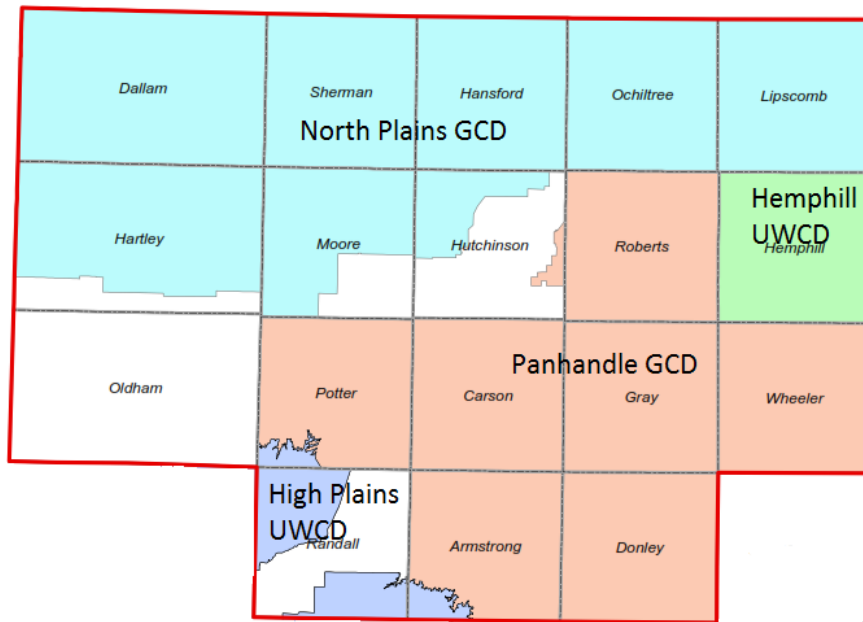 Dallam
Sherman
Hansford
Ochiltree
Lipscomb
North Plains GCD
Hartley
Moore
Hutchinson
Roberts
Hemphill
UWCD
Hemphill
Oldham
Potter
Carson
Panhandle GCD
Gray
Wheeler
High Plains
UWCD
Randall
Armstrong
Donley